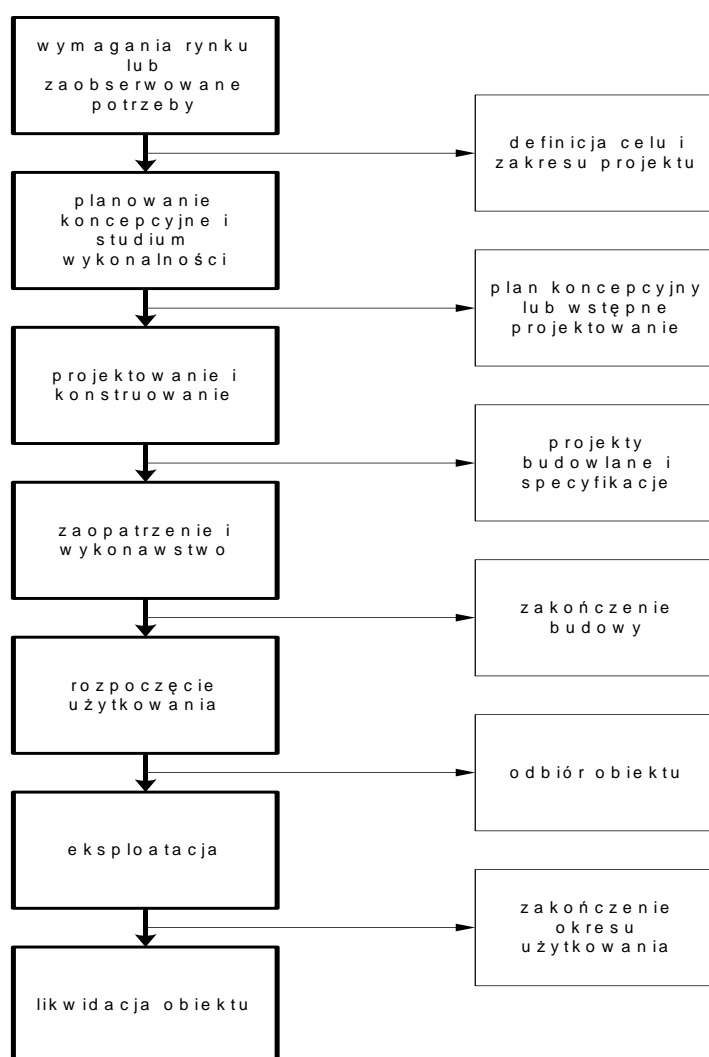 wymagania rynku
lub
zaobserwowane
potrzeby
definicja celu i
zakresu projektu
planowanie
koncepcyjne i
studium
wykonalności
plan koncepcyjny
lub wstępne
projektowanie
projektowanie i
konstruowanie
projekty
budowlane i
specyfikacje
zaopatrzenie i
wykonawstwo
zakończenie
budowy
rozpoczęcie
użytkowania
odbiór obiektu
eksploatacja
zakończenie
okresu
użytkowania
likwidacja obiektu